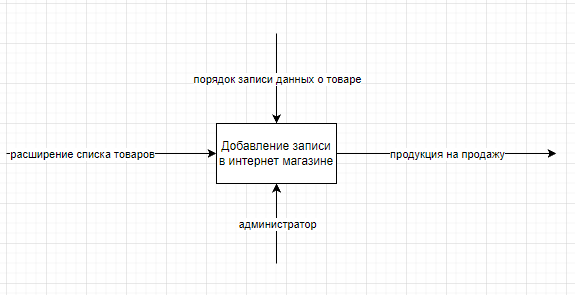 порядок записи данных о товаре
Добавление записи
в интернет магазине
расширение списка товаров
продукция на продажу
администратор